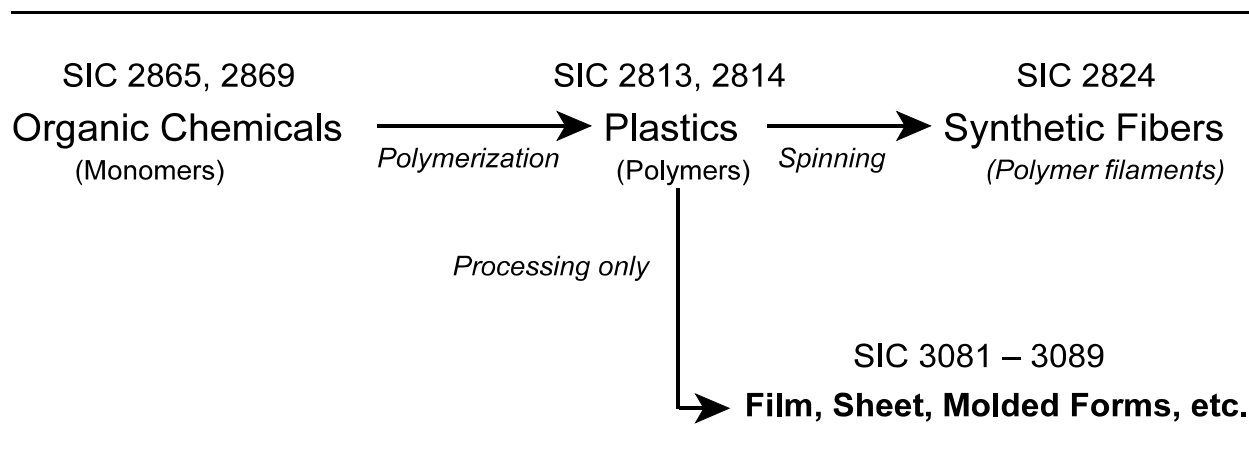 SIC 2865, 2869
Organic Chemicals
(Monomers)
Polymerization
SIC 2813, 2814
Plastics
(Polymers)
Spinning
SIC 2824
Synthetic Fibers
(Polymer filaments)
Processing only
SIC 3081 – 3089
Film, Sheet, Molded Forms, etc.